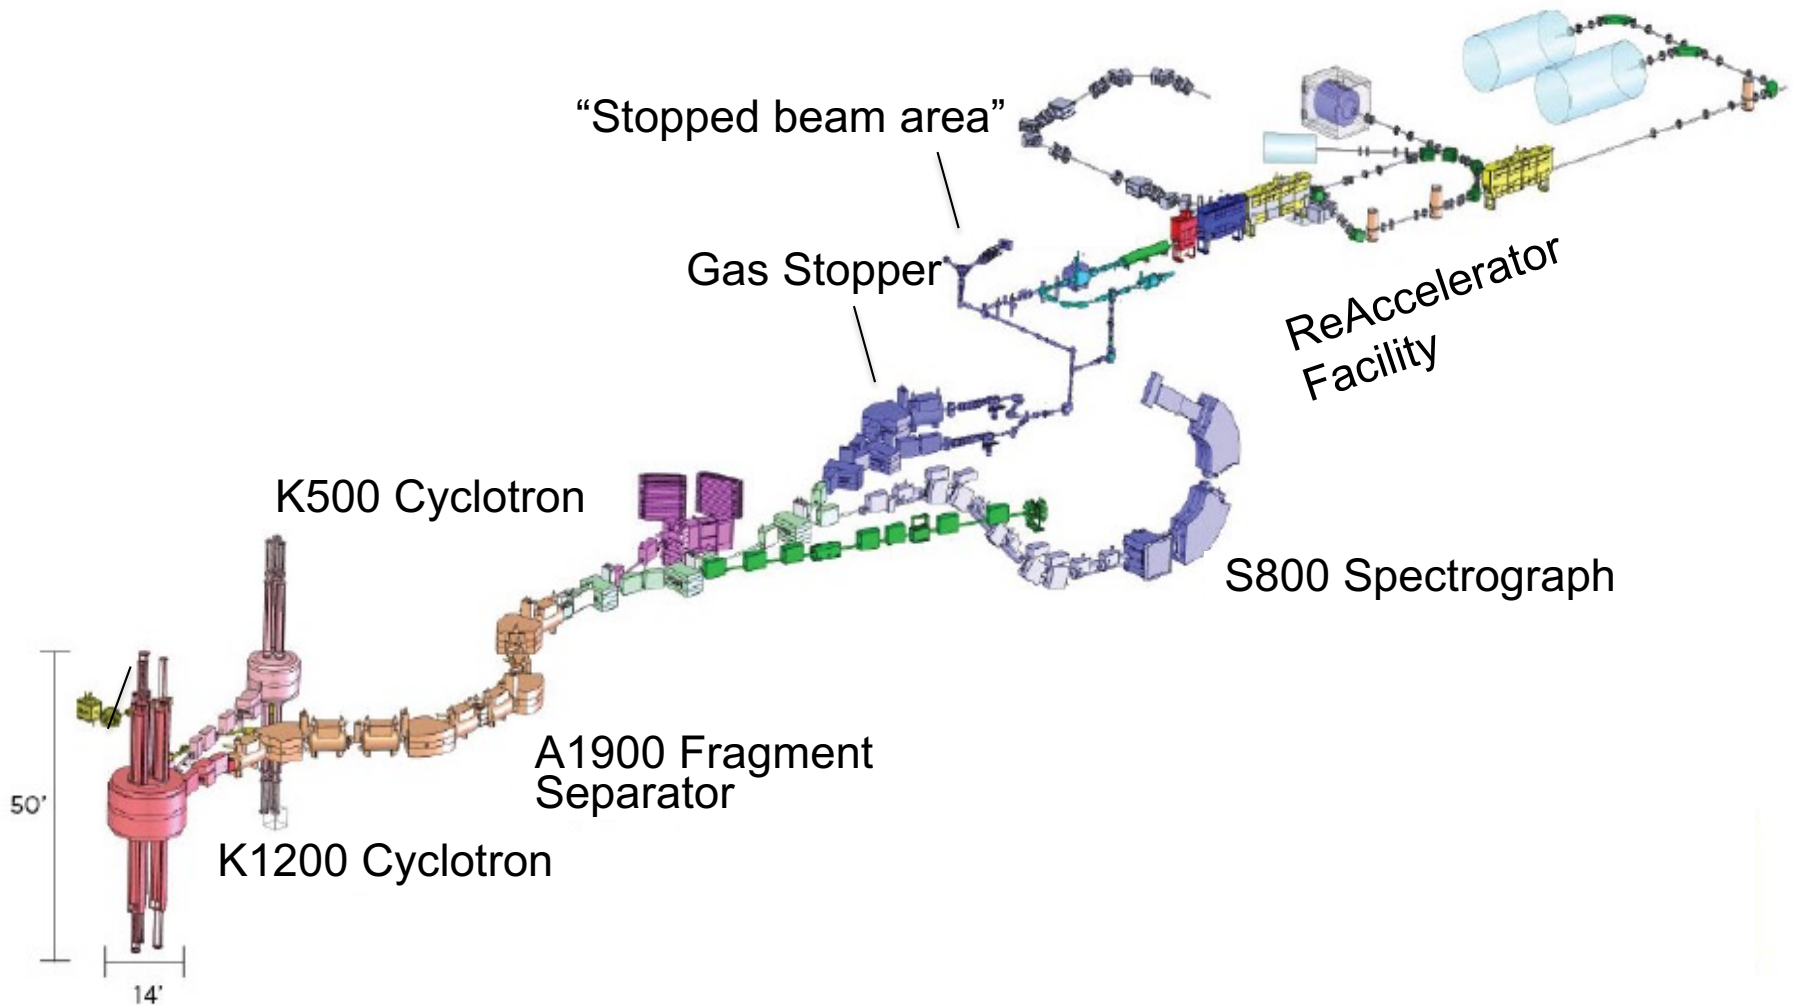 “Stopped beam area”
Gas Stopper
ReAccelerator
Facility
K500 Cyclotron
S800 Spectrograph
A1900 Fragment
Separator
50’
K1200 Cyclotron
14’